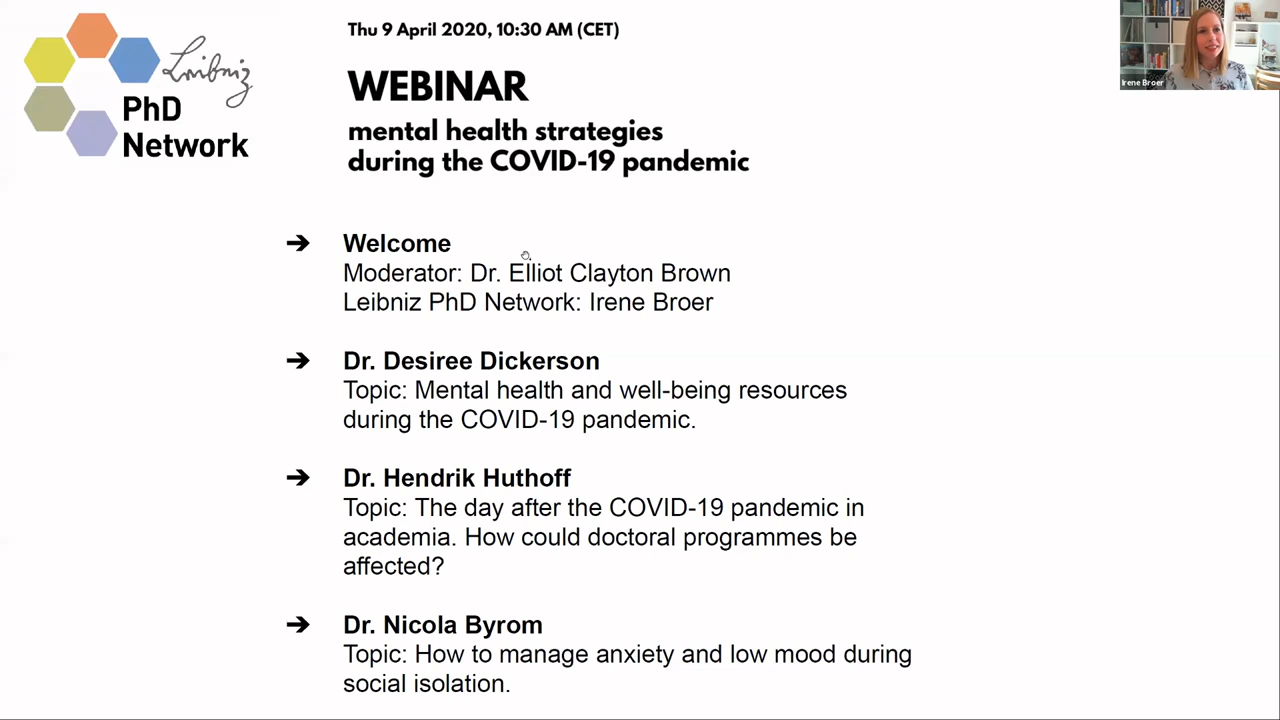 Thu 9 April 2020, 10:30 AM (CET)
Leibniz
PhD
Network
WEBINAR
mental health strategies
during the COVID-19 pandemic
Irene Broer
➔ Welcome
Moderator: Dr. Elliot Clayton Brown
Leibniz PhD Network: Irene Broer
➔ Dr. Desiree Dickerson
Topic: Mental health and well-being resources
during the COVID-19 pandemic.
➔ Dr. Hendrik Huthoff
Topic: The day after the COVID-19 pandemic in
academia. How could doctoral programmes be
affected?
➔ Dr. Nicola Byrom
Topic: How to manage anxiety and low mood during
social isolation.